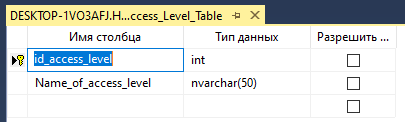 DESKTOP-1VO3AFJ.H...ccess_Level_Table
Имя столбца Тип данных Разрешить ...
id_access_level int
Name_of_access_level nvarchar(50)